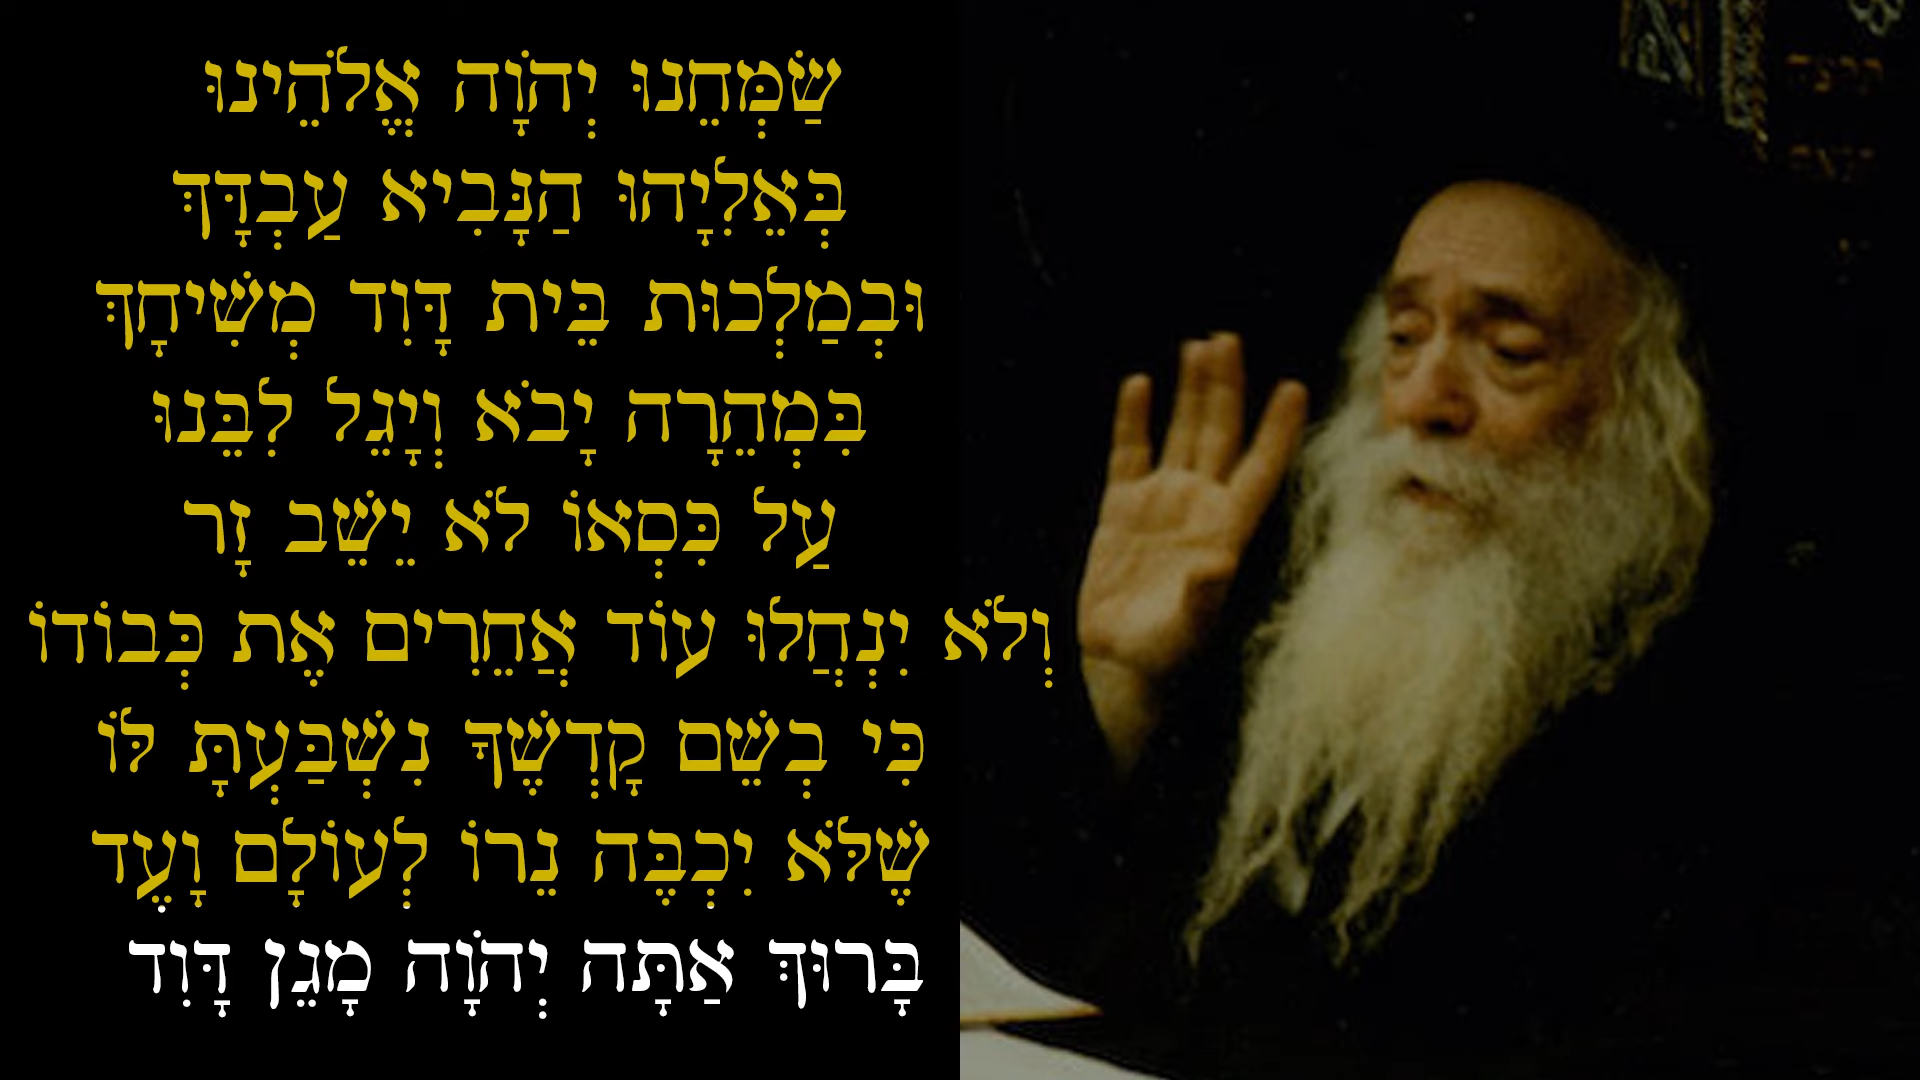 שַׂמְּחֵנוּ יְהֹוָה אֱלֹהֵינוּ
בְּאֵלִיָהוּ הַנָּבִיא עַבְדָּךְ
וּבְמַלְכוּת בֵּית דָּוִד מְשִׁיחָךְ
בִּמְהֵרָה יָבֹא וְיָגֵל לִבֵּנוּ
עַל כִּסְאוֹ לֹא יֵשֵׁב זָר
וְלֹא יִנְחֲלוּ עוֹד אֲחֵרִים אֶת כְּבוֹדוֹ
כִּי בְשֵׁם קָדְשְׁךָ נִשְׁבַּעְתָּ לּוֹ
שֶׁלֹּא יִכְבֶּה נֵרוֹ לְעוֹלָם וָעֶד
בָּרוּךְ אַתָּה יְהֹוָה מָגֵן דָּוִד